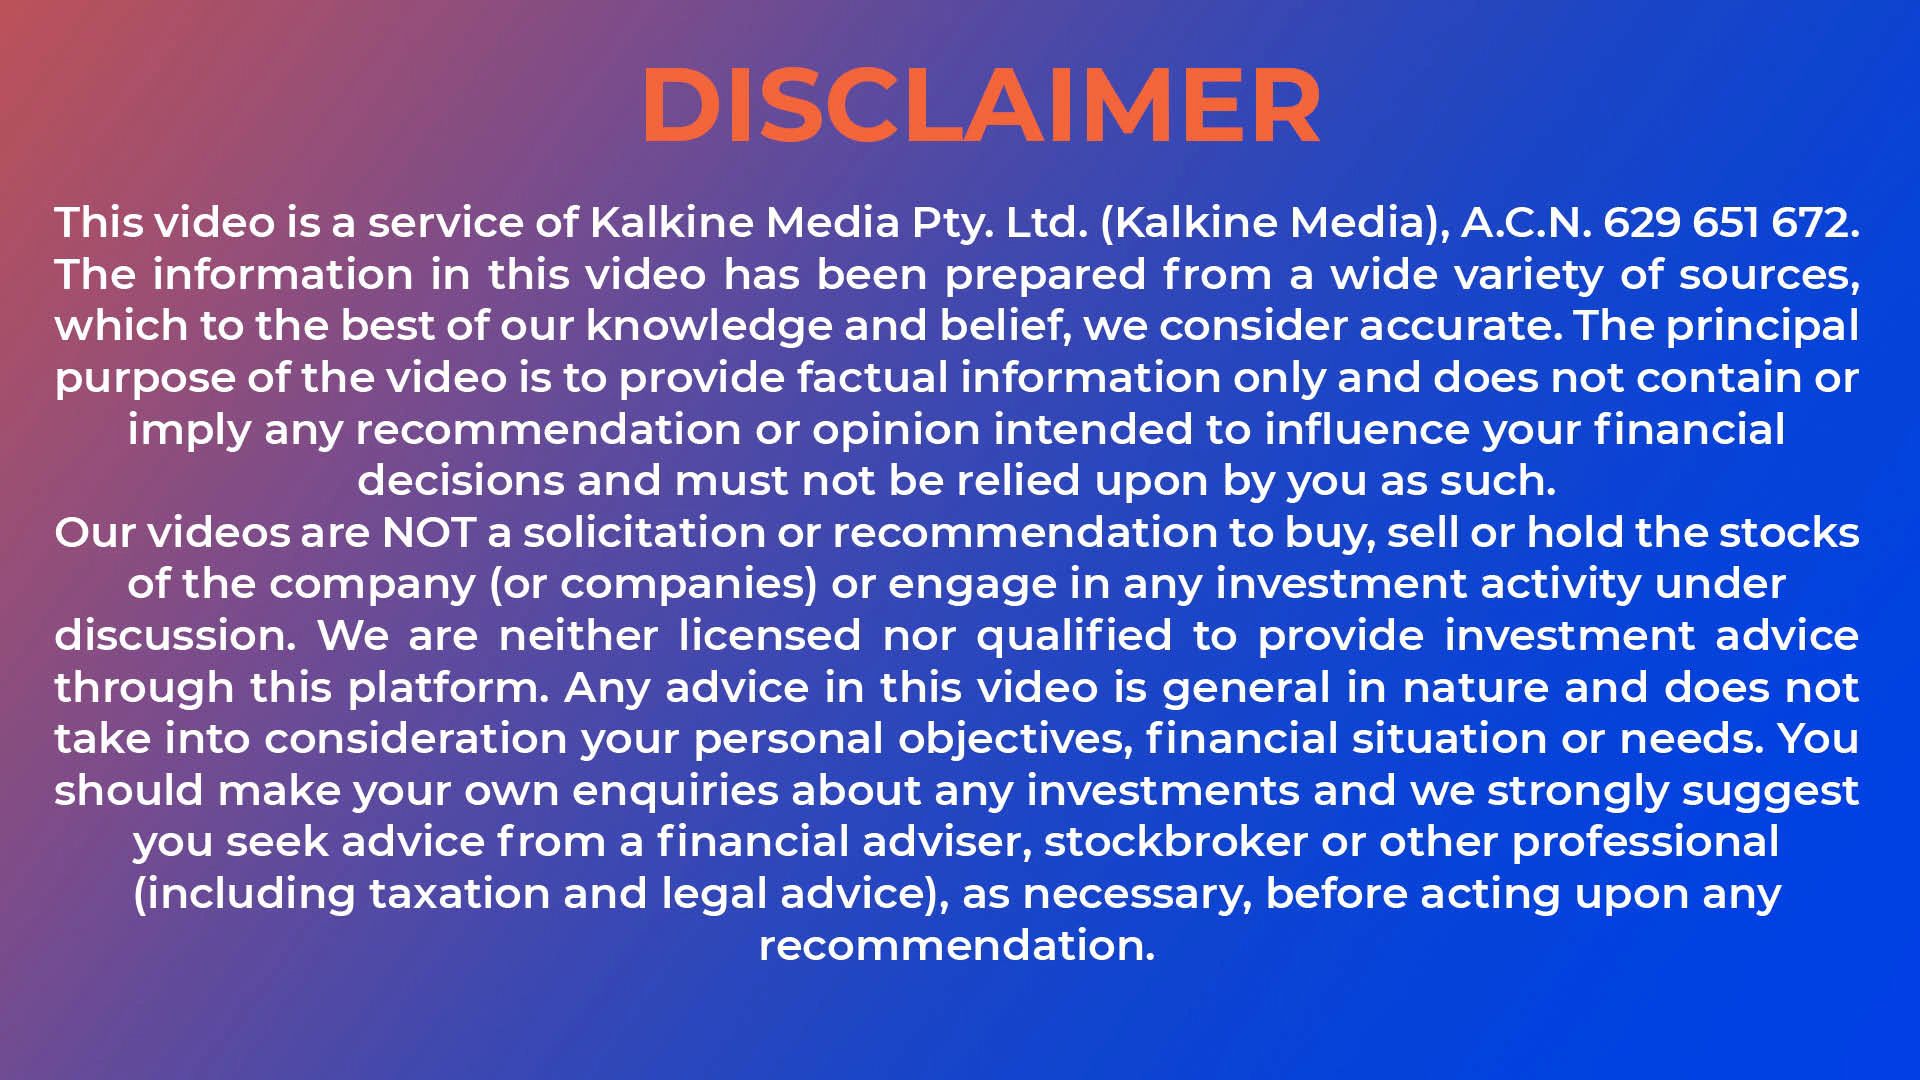 DISCLAIMER
This video is a service of Kalkine Media Pty. Ltd. (Kalkine Media), A.C.N. 629 651 672.
The information in this video has been prepared from a wide variety of sources,
which to the best of our knowledge and belief, we consider accurate. The principal
purpose of the video is to provide factual information only and does not contain or
imply any recommendation or opinion intended to influence your financial
decisions and must not be relied upon by you as such.
Our videos are NOT a solicitation or recommendation to buy, sell or hold the stocks
of the company (or companies) or engage in any investment activity under
discussion. We are neither licensed nor qualified to provide investment advice
through this platform. Any advice in this video is general in nature and does not
take into consideration your personal objectives, financial situation or needs. You
should make your own enquiries about any investments and we strongly suggest
you seek advice from a financial adviser, stockbroker or other professional
(including taxation and legal advice), as necessary, before acting upon any
recommendation.